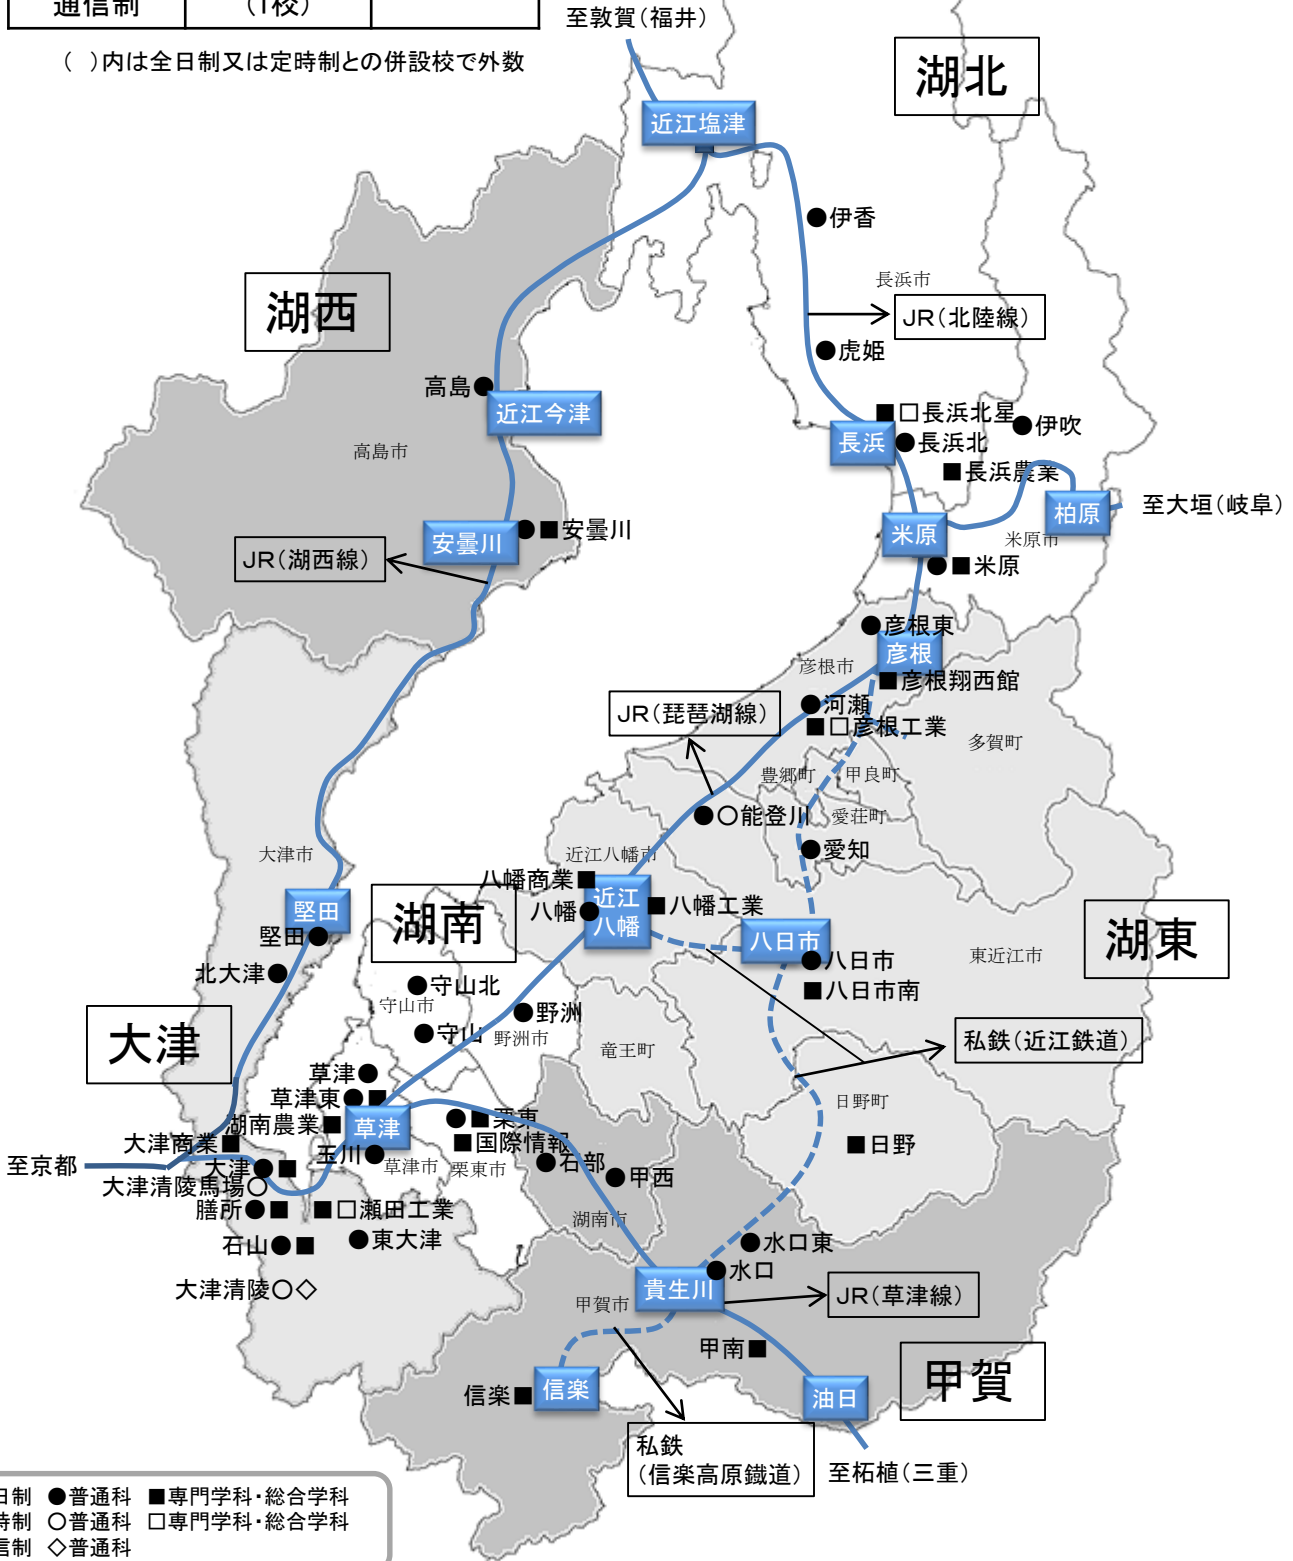 通信制 (1校)
至敦賀(福井)
( )内は全日制又は定時制との併設校で外数
湖北
近江塩津
●伊香
長浜市
湖西
JR(北陸線)
●虎姫
高島●
近江今津
■□長浜北星
●伊吹
長浜
●長浜北
高島市
■長浜農業
至大垣(岐阜)
柏原
安曇川
●■安曇川
米原
米原市
JR(湖西線)
●■米原
●彦根東
彦根
彦根市
■彦根翔西館
JR(琵琶湖線)
●河瀬
■□彦根工業
多賀町
豊郷町
甲良町
●○能登川
愛荘町
●愛知
大津市
近江八幡市
八幡商業■
近江
八幡
八幡●
■八幡工業
堅田
湖南
湖東
堅田●
八日市
東近江市
●八日市
北大津●
●守山北
■八日市南
守山市
●野洲
大津
●守山
野洲市
竜王町
私鉄(近江鉄道)
草津●
草津東●■
日野町
湖南農業■
草津
●■栗東
大津商業■
■国際情報
■日野
玉川●
草津市
栗東市
至京都
大津●■
●石部
●甲西
大津清陵馬場○
膳所●■
■□瀬田工業
湖南市
石山●■
●東大津
●水口東
●水口
大津清陵○◇
貴生川
甲賀市
JR(草津線)
甲南■
甲賀
信楽■
信楽
油日
私鉄
(信楽高原鐵道)
至柘植(三重)
日制 ●普通科 ■専門学科・総合学科
時制 ○普通科 □専門学科・総合学科
信制 ◇普通科